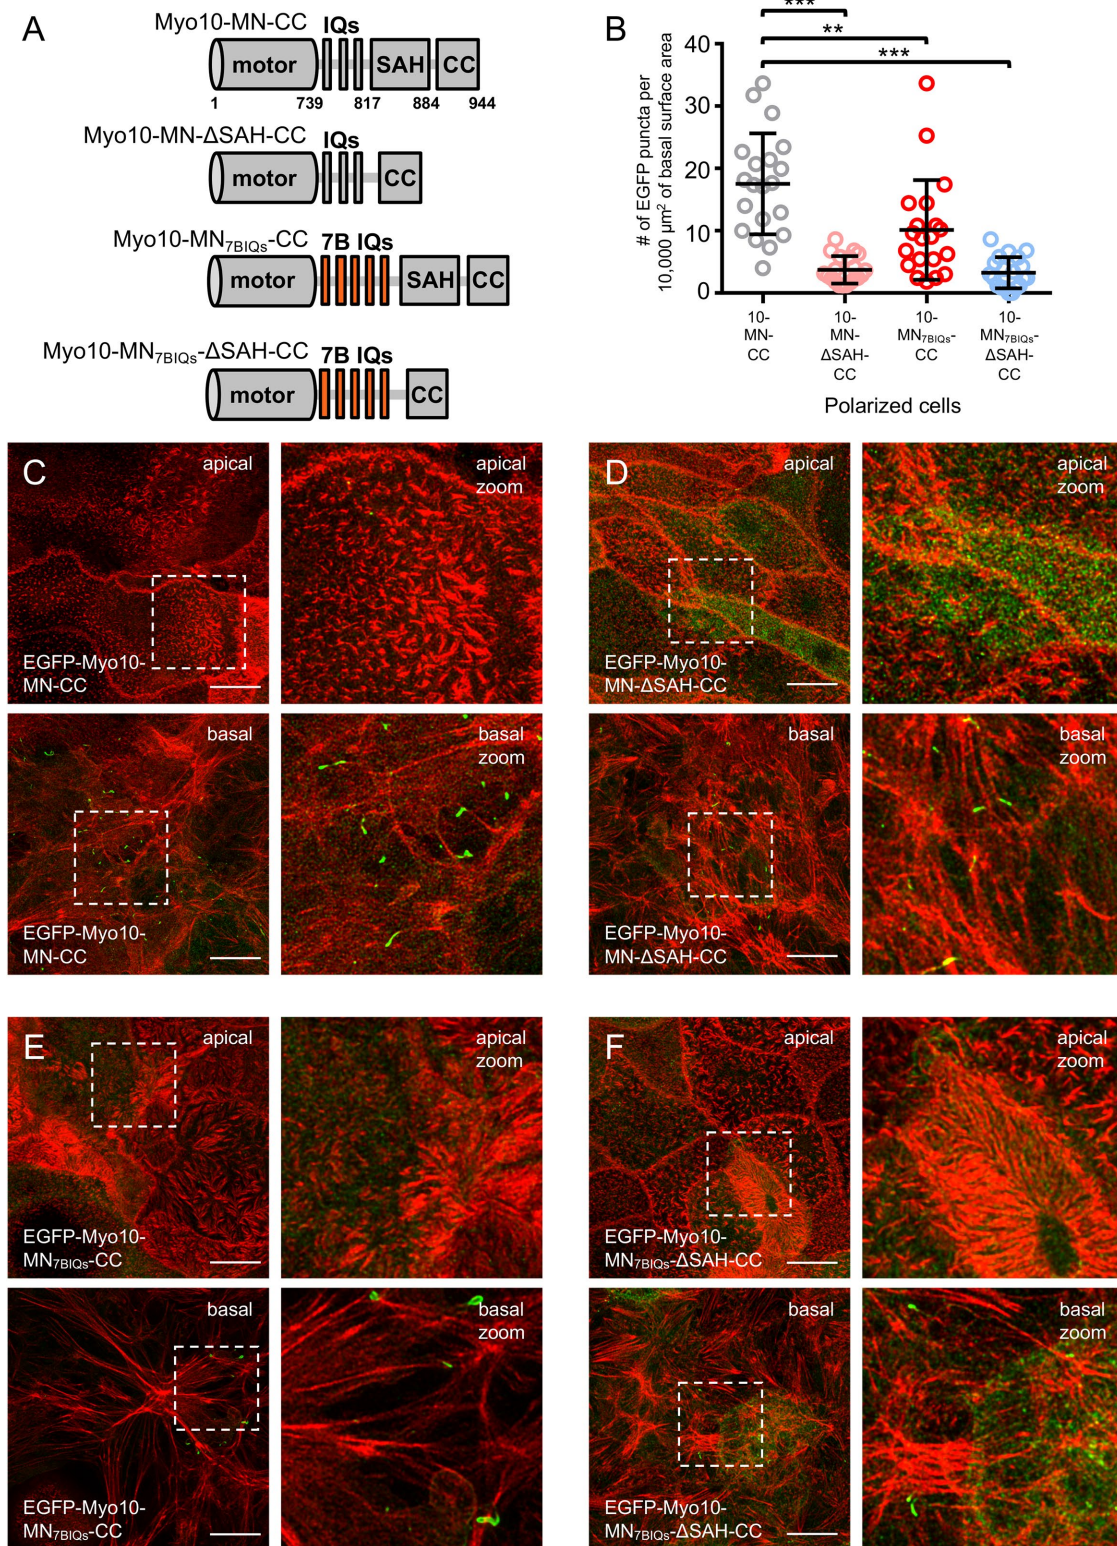 A
Myo10-MN-CC
IQs
motor
SAH
CC
1
739
817
884
944
Myo10-MN-ΔSAH-CC
IQs
motor
CC
Myo10-MN7BIQs-CC
7B IQs
motor
SAH
CC
Myo10-MN7BIQs-ΔSAH-CC
7B IQs
motor
CC
B
***
**
***
# of EGFP puncta per
10,000 µm² of basal surface area
40
30
20
10
0
10-
MN-
CC
10-
MN-
ΔSAH-
CC
10-
MN7BIQs-
CC
10-
MN7BIQs-
ΔSAH-
CC
Polarized cells
C
apical
EGFP-Myo10-
MN-CC
apical
zoom
basal
EGFP-Myo10-
MN-CC
basal
zoom
D
apical
EGFP-Myo10-
MN-ΔSAH-CC
apical
zoom
basal
EGFP-Myo10-
MN-ΔSAH-CC
basal
zoom
E
apical
EGFP-Myo10-
MN7BIQs-CC
apical
zoom
basal
EGFP-Myo10-
MN7BIQs-CC
basal
zoom
F
apical
EGFP-Myo10-
MN7BIQs-ΔSAH-CC
apical
zoom
basal
EGFP-Myo10-
MN7BIQs-ΔSAH-CC
basal
zoom